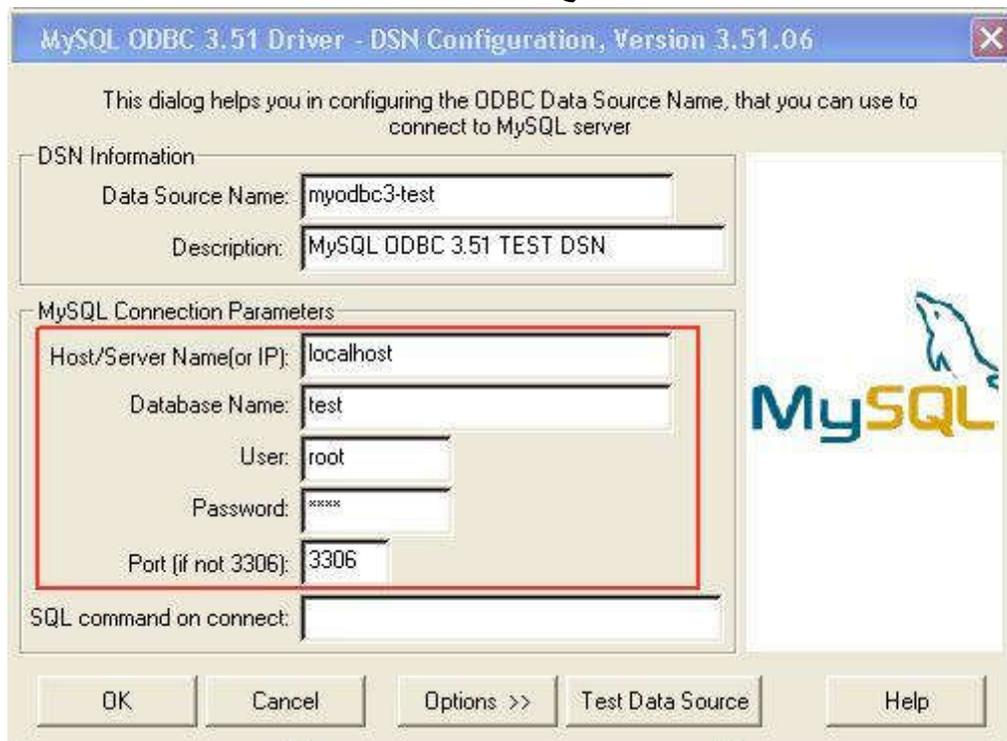 MySQL ODBC 3.51 Driver - DSN Configuration, Version 3.51.06
This dialog helps you in configuring the ODBC Data Source Name, that you can use to
connect to MySQL server
DSN Information
Data Source Name: myodbc3-test
Description: MySQL ODBC 3.51 TEST DSN
MySQL Connection Parameters
Host/Server Name(or IP): localhost
Database Name: test
User: root
Password: ****
Port (if not 3306): 3306
SQL command on connect:
MySQL
OK Cancel Options >> Test Data Source Help